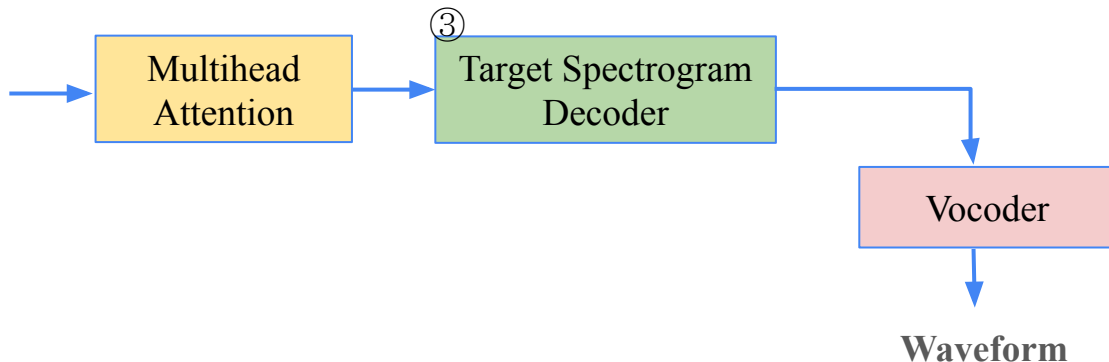 ③
Multihead
Attention
Target Spectrogram
Decoder
Vocoder
Waveform